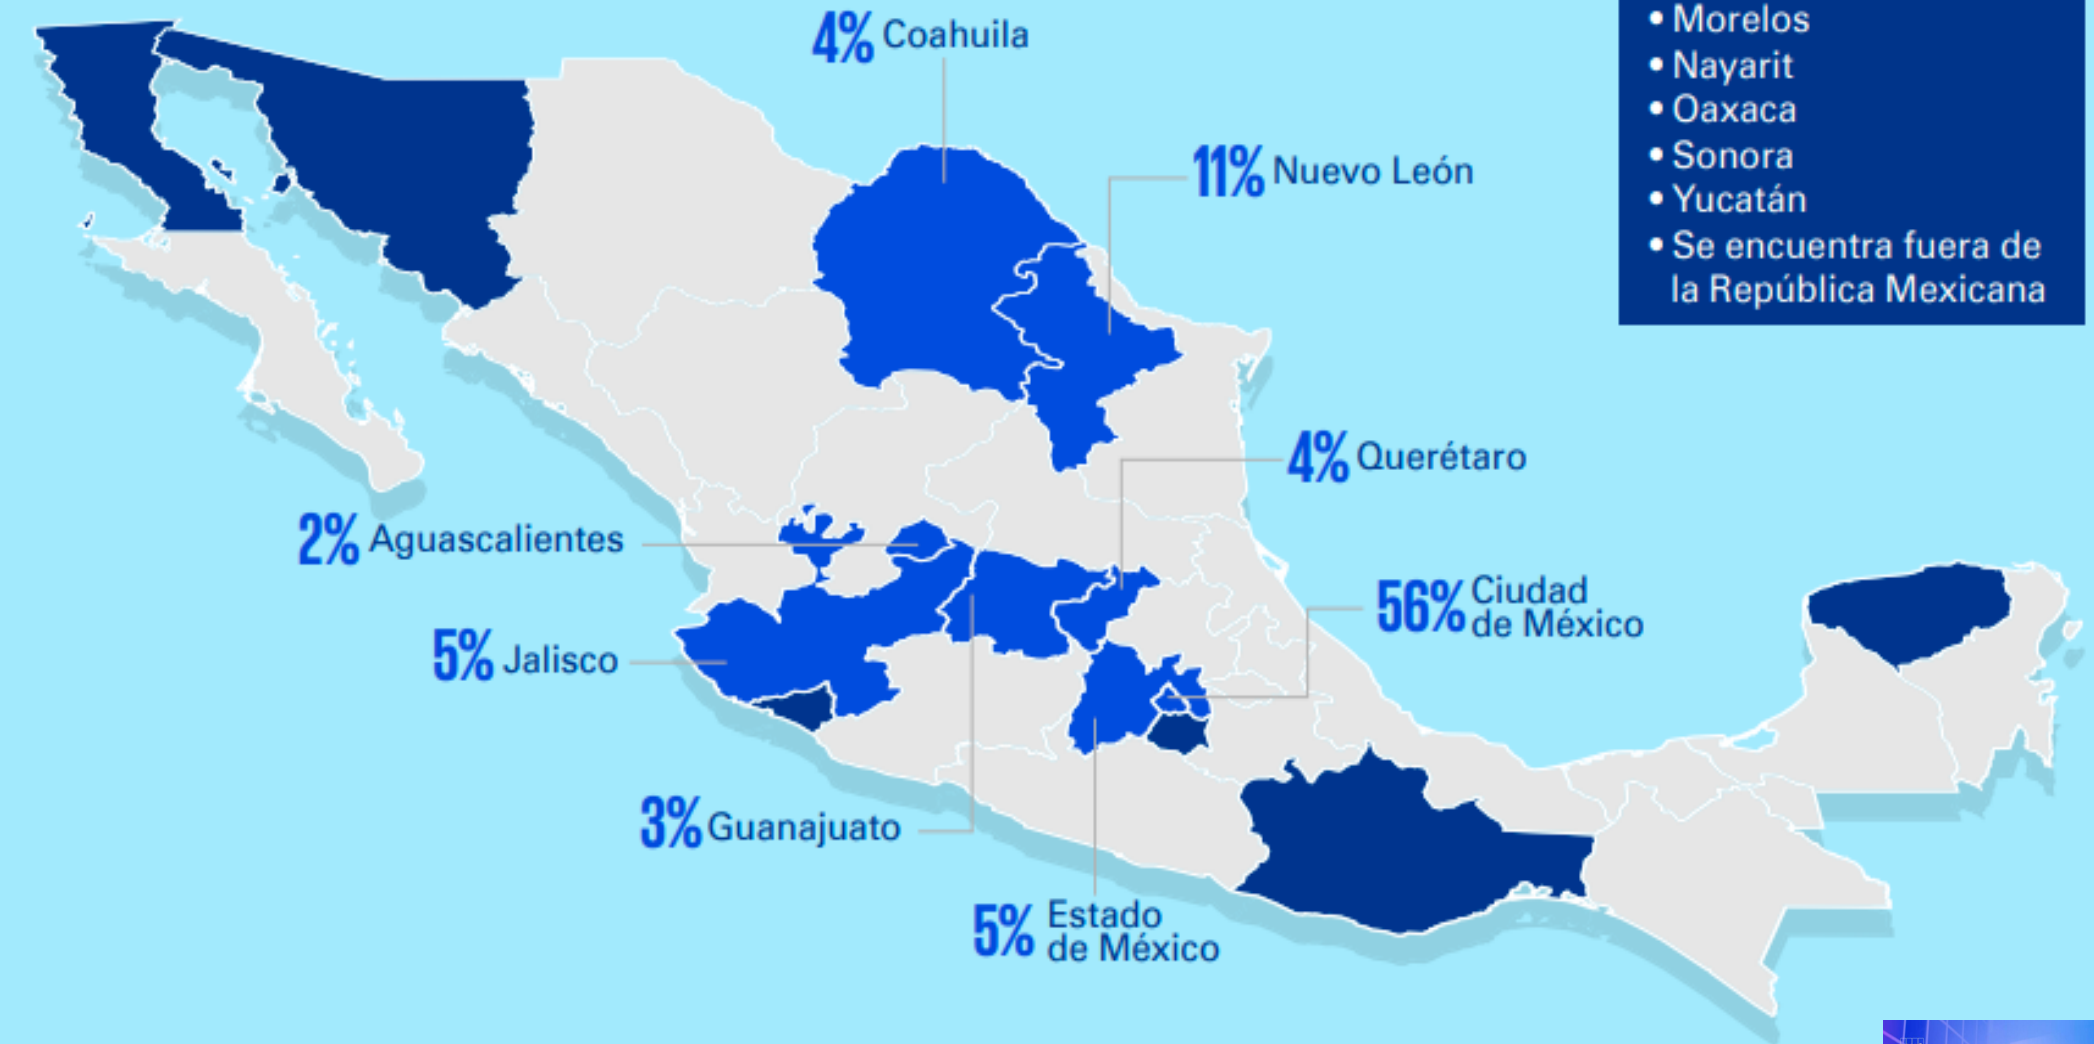 4% Coahuila
• Morelos
• Nayarit
• Oaxaca
• Sonora
• Yucatán
• Se encuentra fuera de
la República Mexicana
11% Nuevo León
4% Querétaro
2% Aguascalientes
56% Ciudad
de México
5% Jalisco
3% Guanajuato
5% Estado
de México